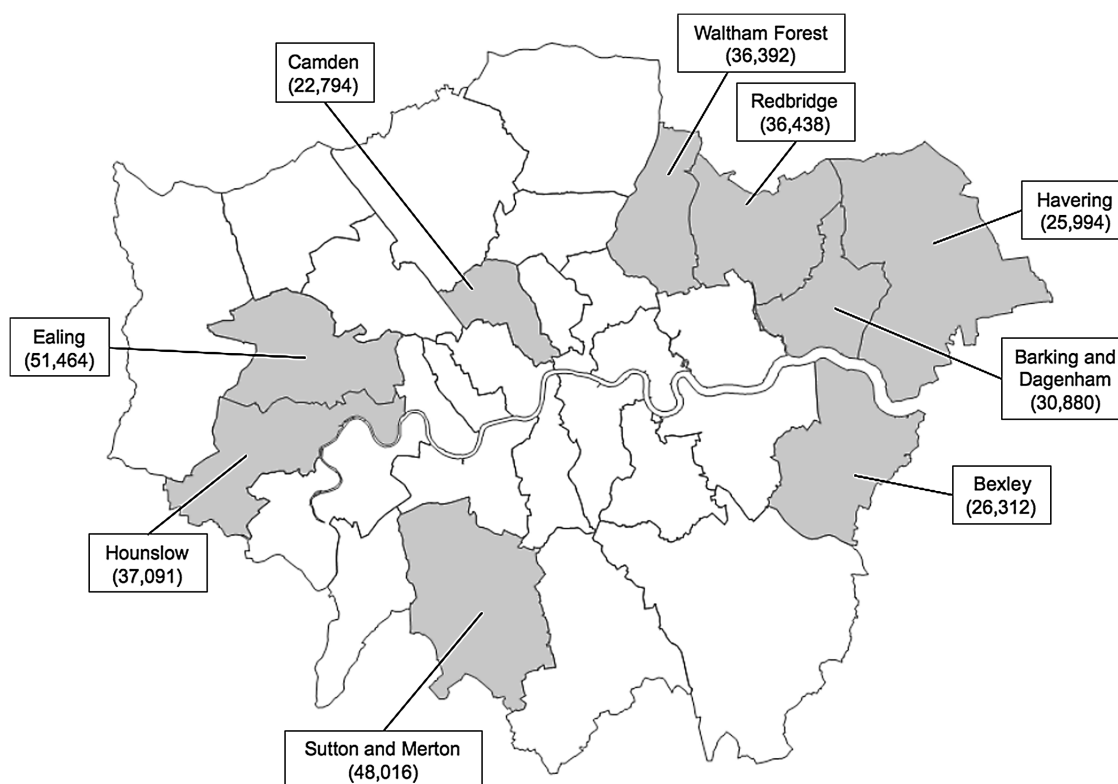 Waltham Forest
(36,392)
Camden
(22,794)
Redbridge
(36,438)
Havering
(25,994)
Ealing
(51,464)
Barking and
Dagenham
(30,880)
Bexley
(26,312)
Hounslow
(37,091)
Sutton and Merton
(48,016)